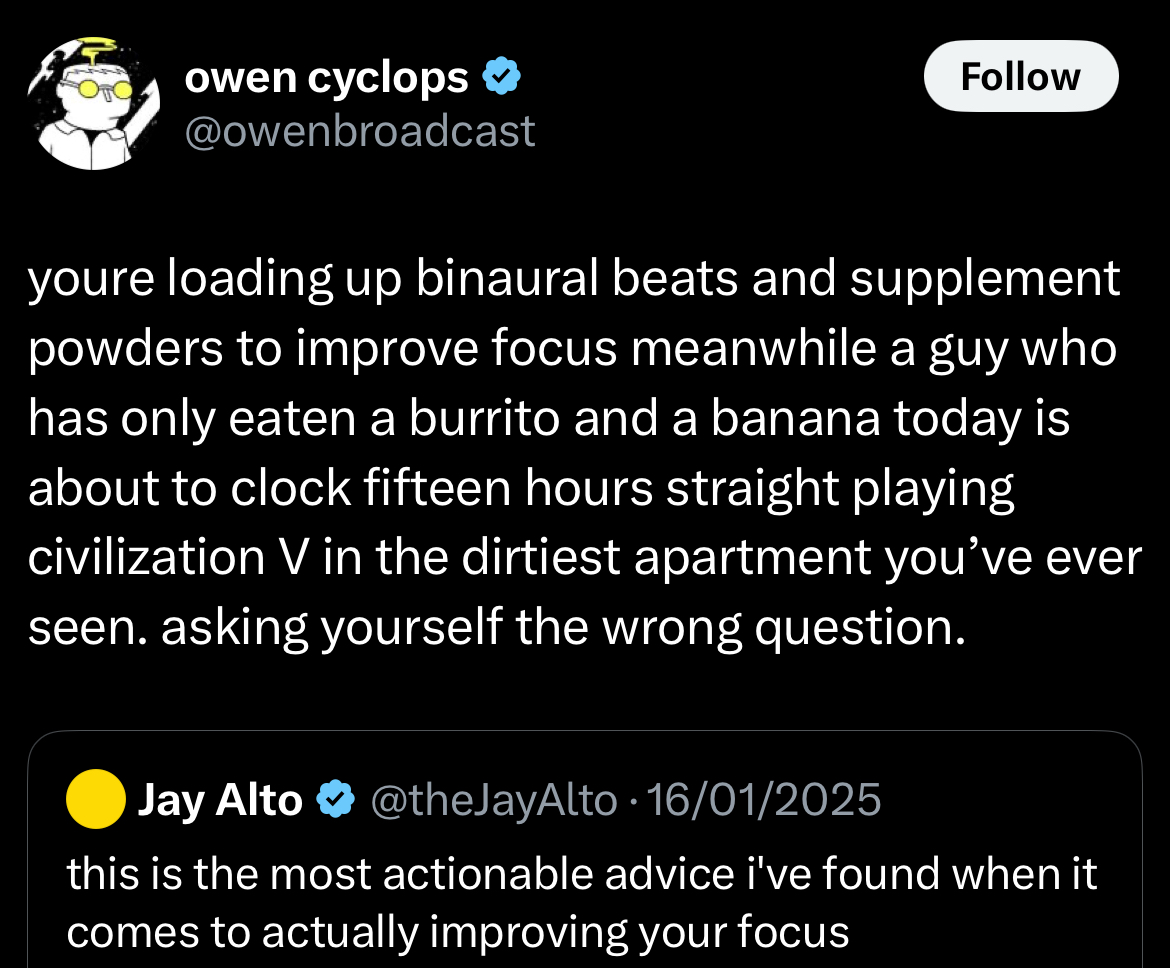 owen cyclops
Follow
@owenbroadcast
youre loading up binaural beats and supplement
powders to improve focus meanwhile a guy who
has only eaten a burrito and a banana today is
about to clock fifteen hours straight playing
civilization V in the dirtiest apartment you’ve ever
seen. asking yourself the wrong question.
Jay Alto @theJayAlto · 16/01/2025
this is the most actionable advice i've found when it
comes to actually improving your focus